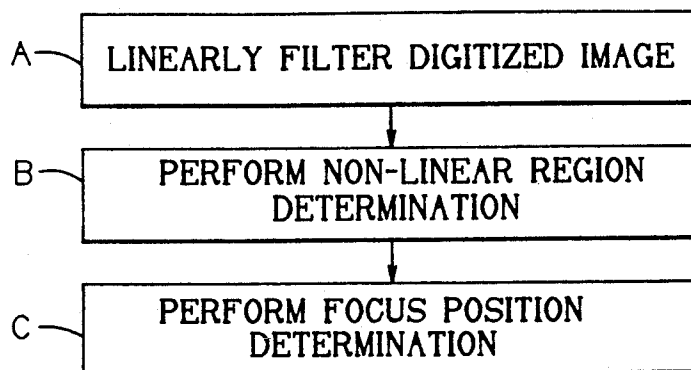 A
LINEARLY FILTER DIGITIZED IMAGE
B
PERFORM NON-LINEAR REGION
DETERMINATION
C
PERFORM FOCUS POSITION
DETERMINATION